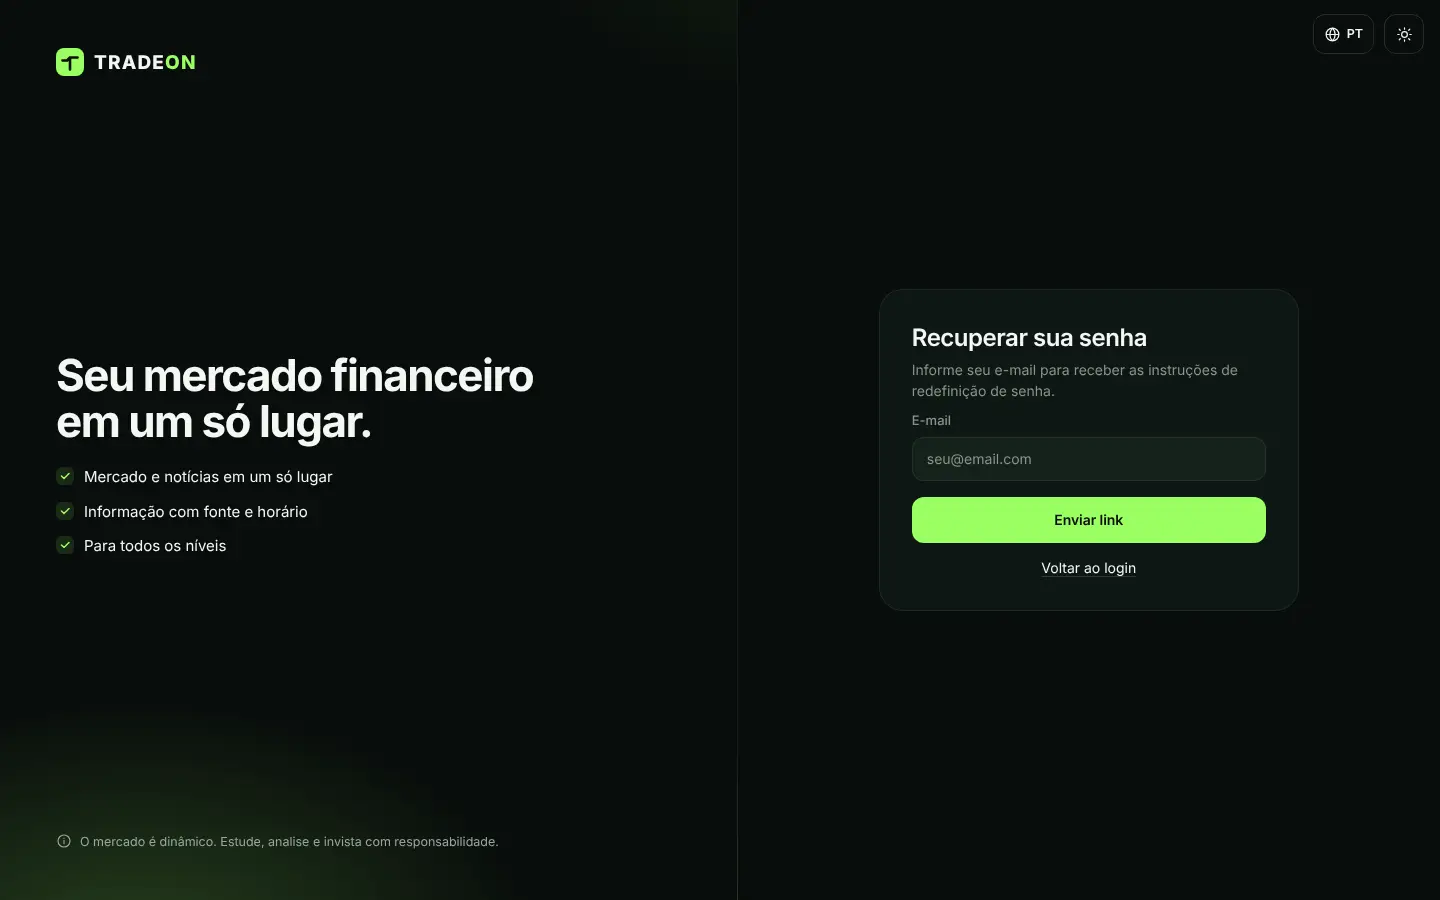 TRADEON
PT
Seu mercado financeiro
em um só lugar.
Mercado e notícias em um só lugar
Informação com fonte e horário
Para todos os níveis
O mercado é dinâmico. Estude, analise e invista com responsabilidade.
Recuperar sua senha
Informe seu e-mail para receber as instruções de
redefinição de senha.
E-mail
seu@email.com
Enviar link
Voltar ao login